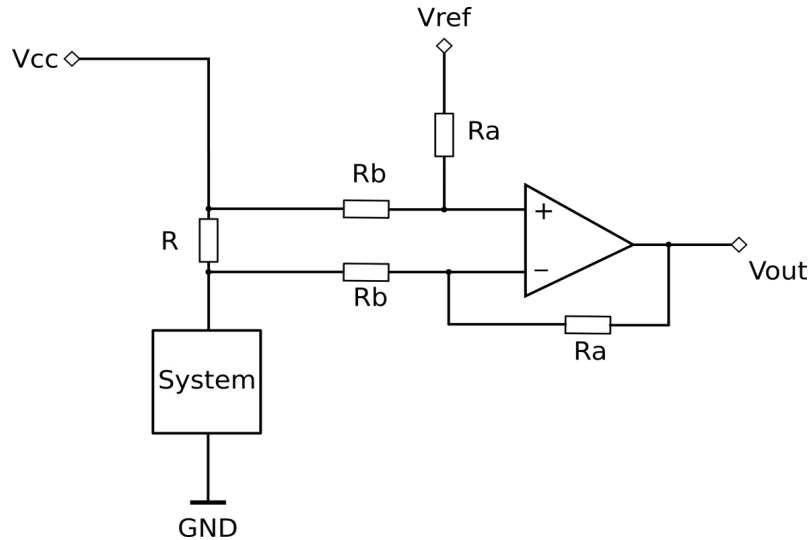 Vref
Vcc
Ra
Rb
+
R
−
Vout
Rb
Ra
System
GND